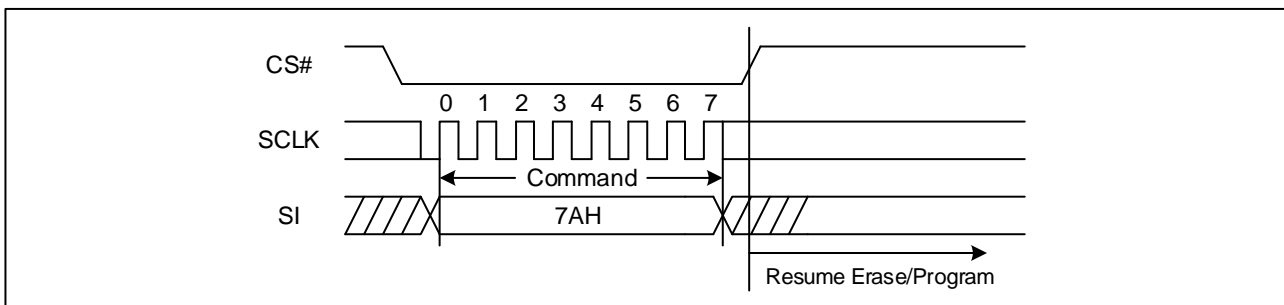 CS#
0 1 2 3 4 5 6 7
SCLK
Command
SI
7AH
Resume Erase/Program